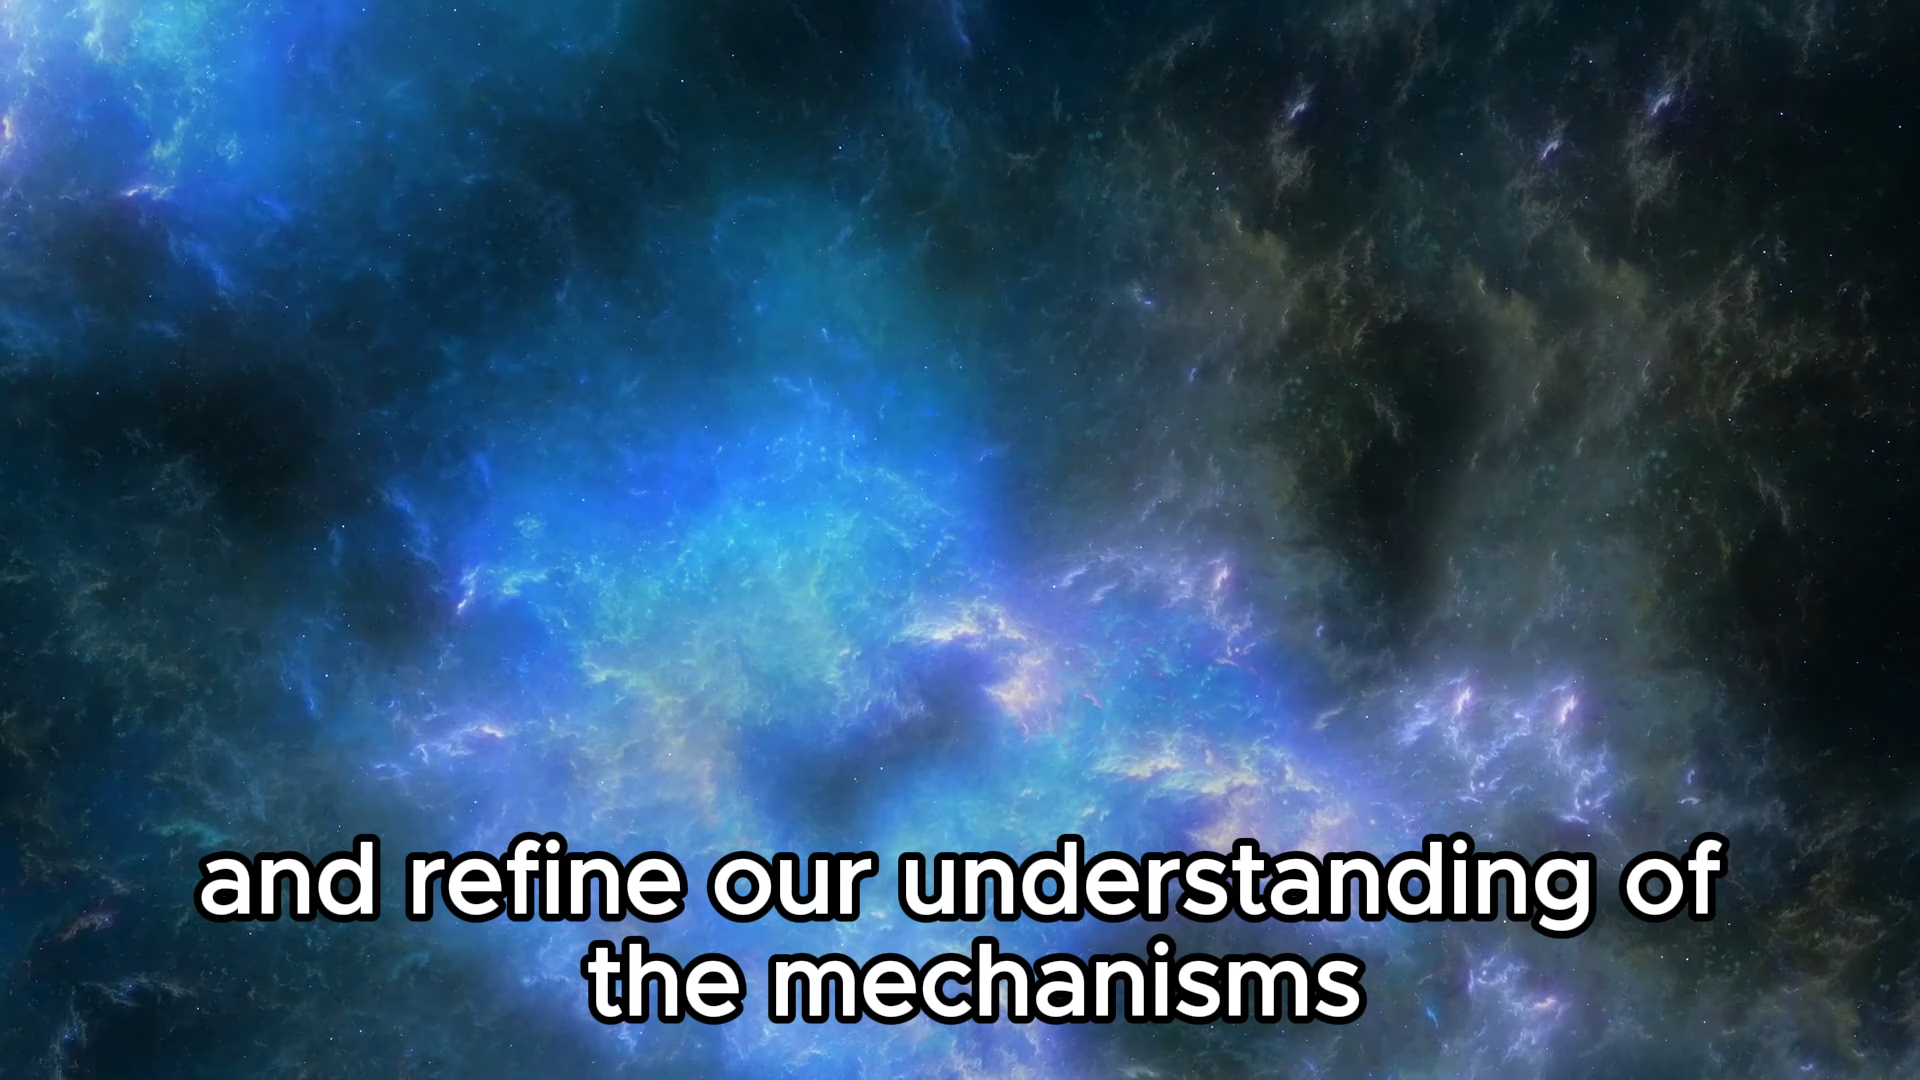 and refine our understanding of
the mechanisms